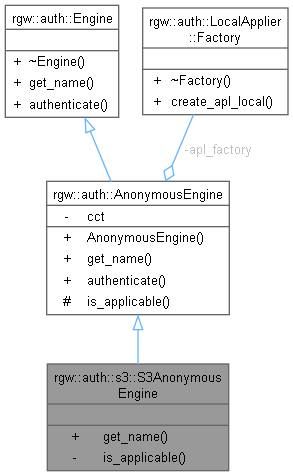 rgw::auth::Engine
+ ~Engine()
+ get_name()
+ authenticate()
rgw::auth::LocalApplier
::Factory
+ ~Factory()
+ create_apl_local()
-apl_factory
rgw::auth::AnonymousEngine
- cct
+ AnonymousEngine()
+ get_name()
+ authenticate()
# is_applicable()
rgw::auth::s3::S3Anonymous
Engine
+ get_name()
- is_applicable()